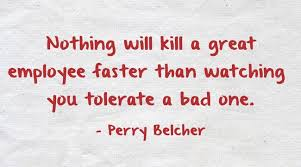 Nothing will kill a great
employee faster than watching
you tolerate a bad one.
- Perry Belcher